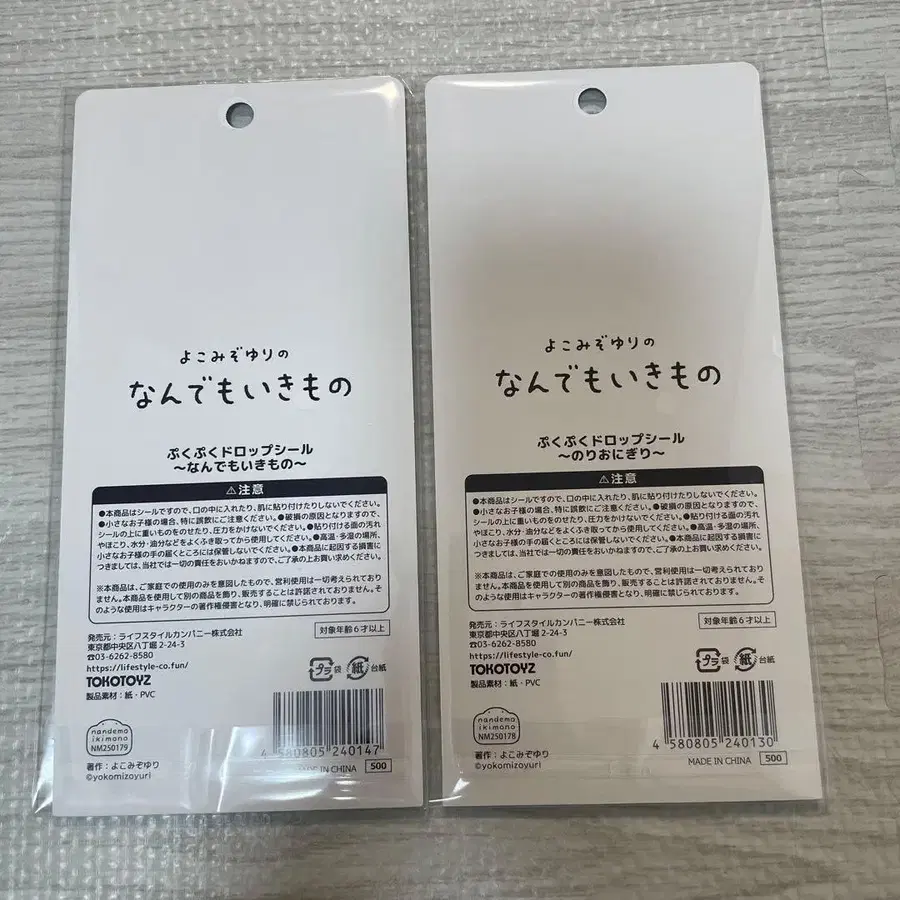 よこみぞゆりの
なんでもいきもの
ぷくぷくドロップシール
〜なんでもいきもの〜
⚠注意
●本商品はシールですので、口の中に入れたり、肌に貼り付けたりしないでください。
●小さなお子様の場合、特に誤飲にご注意ください。●破損の原因となりますので、
シールの上に重いものをのせたり、圧力をかけないでください。●貼り付ける面の汚れ
やほこり、水分・油分などをよくふき取ってから使用してください。●高温・多湿の場所、
小さなお子様の手の届くところには保管しないでください。●本商品に起因する損害に
つきましては、当社では一切の責任をおいかねますので、ご了承の上お買い求めください。
※本商品は、ご家庭での使用のみを意図したもので、営利使用は一切考えられており
ません。本商品を使用して別の商品を飾り、販売することは許諾されておりません。そ
のような使用はキャラクターの著作権侵害となり、明確に禁じられております。
発売元：ライフスタイルカンパニー株式会社
東京都中央区八丁堀 2-24-3
☎03-6262-8580
https://lifestyle-co.fun/
TOKOTOYZ
製品素材：紙・PVC
対象年齢6才以上
プラ 袋 紙 台紙
nandemo
ikimono
NM250179
4 580805 240147
著作：よこみぞゆり
©yokomizoyuri
MADE IN CHINA 500
よこみぞゆりの
なんでもいきもの
ぷくぷくドロップシール
〜のりおにぎり〜
⚠注意
●本商品はシールですので、口の中に入れたり、肌に貼り付けたりしないでください。
●小さなお子様の場合、特に誤飲にご注意ください。●破損の原因となりますので、
シールの上に重いものをのせたり、圧力をかけないでください。●貼り付ける面の汚れ
やほこり、水分・油分などをよくふき取ってから使用してください。●高温・多湿の場所、
小さなお子様の手の届くところには保管しないでください。●本商品に起因する損害に
つきましては、当社では一切の責任をおいかねますので、ご了承の上お買い求めください。
※本商品は、ご家庭での使用のみを意図したもので、営利使用は一切考えられており
ません。本商品を使用して別の商品を飾り、販売することは許諾されておりません。そ
のような使用はキャラクターの著作権侵害となり、明確に禁じられております。
発売元：ライフスタイルカンパニー株式会社
東京都中央区八丁堀 2-24-3
☎03-6262-8580
https://lifestyle-co.fun/
TOKOTOYZ
製品素材：紙・PVC
対象年齢6才以上
プラ 袋 紙 台紙
nandemo
ikimono
NM250178
4 580805 240130
著作：よこみぞゆり
©yokomizoyuri
MADE IN CHINA 500